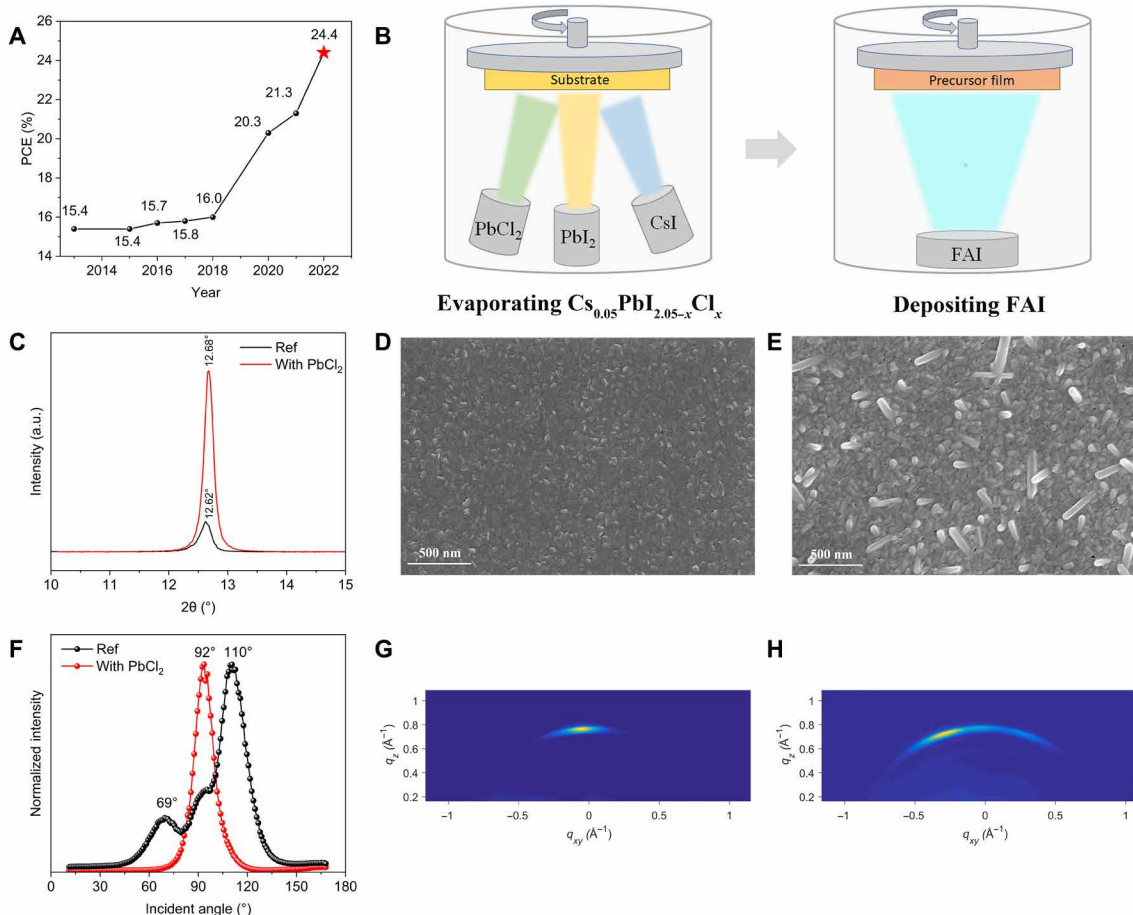 A
PCE (%)
26
24
22
20
18
16
14
15.4
15.4
15.7
15.8
16.0
20.3
21.3
24.4
2014
2016
2018
2020
2022
Year
B
Substrate
PbCl2
PbI2
CsI
Evaporating Cs0.05PbI2.05–xClx
Precursor film
FAI
Depositing FAI
C
Intensity (a.u.)
Ref
With PbCl2
12.68°
12.62°
10
11
12
13
14
15
2θ (°)
D
500 nm
E
500 nm
F
Normalized intensity
Ref
With PbCl2
69°
92°
110°
0
30
60
90
120
150
180
Incident angle (°)
G
qz (Å−1)
1
0.8
0.6
0.4
0.2
−1
−0.5
0
0.5
1
qxy (Å−1)
H
qz (Å−1)
1
0.8
0.6
0.4
0.2
−1
−0.5
0
0.5
1
qxy (Å−1)